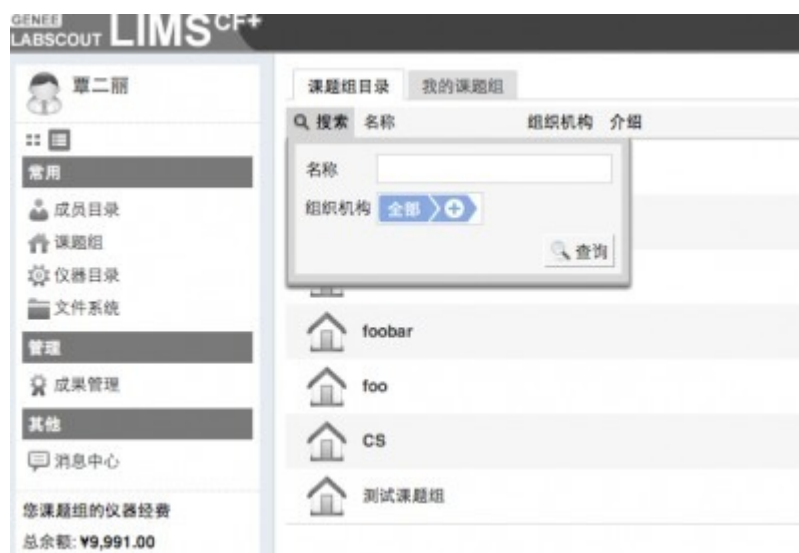 GENEE
LABSCOUT LIMS CF+
覃二丽
常用
成员目录
课题组
仪器目录
文件系统
管理
成果管理
其他
消息中心
您课题组的仪器经费
总余额: ¥9,991.00
课题组目录 我的课题组
搜索 名称 组织机构 介绍
名称
组织机构 全部
查询
foobar
foo
CS
测试课题组